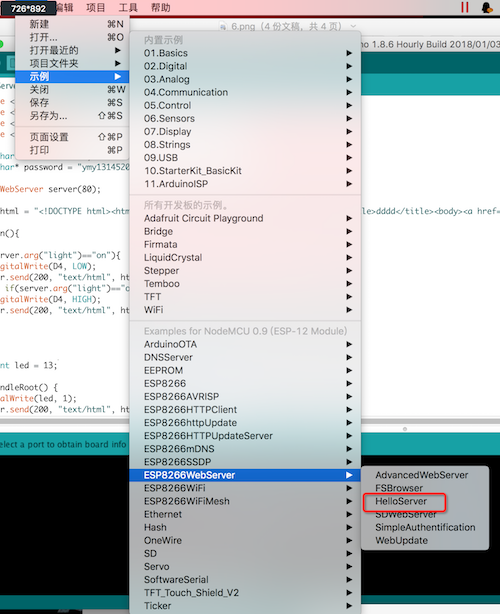 726*892
编辑 项目 工具 帮助
6.png（4 份文稿，共 4 页）
1.8.6 Hourly Build 2018/01/03
新建 ⌘N
打开... ⌘O
打开最近的 ▶
项目文件夹 ▶
示例 ▶
关闭 ⌘W
保存 ⌘S
另存为... ⇧⌘S
页面设置 ⇧⌘P
打印 ⌘P
内置示例
01.Basics ▶
02.Digital ▶
03.Analog ▶
04.Communication ▶
05.Control ▶
06.Sensors ▶
07.Display ▶
08.Strings ▶
09.USB ▶
10.StarterKit_BasicKit ▶
11.ArduinoISP ▶
所有开发板的示例。
Adafruit Circuit Playground ▶
Bridge ▶
Firmata ▶
LiquidCrystal ▶
Stepper ▶
Temboo ▶
TFT ▶
WiFi ▶
Examples for NodeMCU 0.9 (ESP-12 Module)
ArduinoOTA ▶
DNSServer ▶
EEPROM ▶
ESP8266 ▶
ESP8266AVRISP ▶
ESP8266HTTPClient ▶
ESP8266httpUpdate ▶
ESP8266HTTPUpdateServer ▶
ESP8266mDNS ▶
ESP8266SSDP ▶
ESP8266WebServer ▶
ESP8266WiFi ▶
ESP8266WiFiMesh ▶
Ethernet ▶
Hash ▶
OneWire ▶
SD ▶
Servo ▶
SoftwareSerial ▶
TFT_Touch_Shield_V2 ▶
Ticker ▶
AdvancedWebServer
FSBrowser
HelloServer
SDWebServer
SimpleAuthentification
WebUpdate
har* password = "ymy1314520
WebServer server(80);
html = "<!DOCTYPE html><htm
le>dddd</title><body><a href=
on(){
rver.arg("light")=="on"){
gitalWrite(D4, LOW);
r.send(200, "text/html", ht
if(server.arg("light")=="o
gitalWrite(D4, HIGH);
r.send(200, "text/html", ht
nt led = 13;
ndleRoot() {
alWrite(led, 1);
r.send(200, "text/html", ht
elect a port to obtain board info